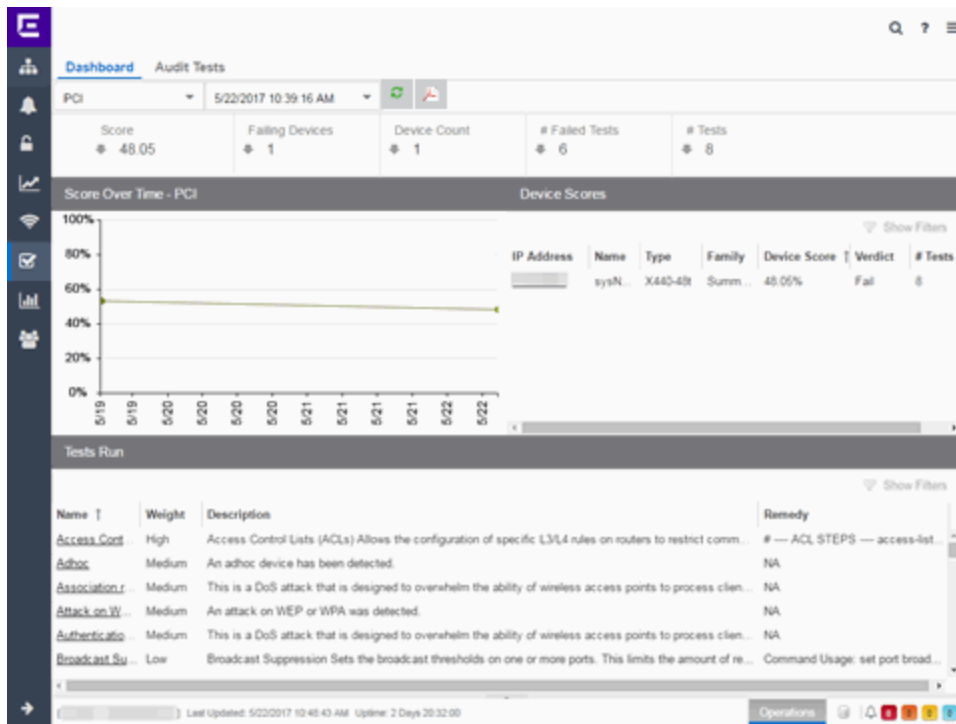 Dashboard Audit Tests
PCI 5/22/2017 10:39:16 AM
Score Failing Devices Device Count # Failed Tests # Tests
48.05 1 1 6 8
Score Over Time - PCI
100%
80%
60%
40%
20%
0%
5/19 5/19 5/20 5/20 5/20 5/20 5/21 5/21 5/21 5/21 5/22 5/22
Device Scores
Show Filters
IP Address Name Type Family Device Score Verdict # Tests
sysN... X440-48t Summ... 48.05% Fail 8
Tests Run
Show Filters
Name Weight Description Remedy
Access Cont... High Access Control Lists (ACLs) Allows the configuration of specific L3/L4 rules on routers to restrict comm... # — ACL STEPS — access-list...
Adhoc Medium An adhoc device has been detected. NA
Association r... Medium This is a DoS attack that is designed to overwhelm the ability of wireless access points to process clien... NA
Attack on W... Medium An attack on WEP or WPA was detected. NA
Authenticatio... Medium This is a DoS attack that is designed to overwhelm the ability of wireless access points to process clien... NA
Broadcast Su... Low Broadcast Suppression Sets the broadcast thresholds on one or more ports. This limits the amount of re... Command Usage: set port broad...
Last Updated: 5/22/2017 10:48:43 AM Uptime: 2 Days 20:32:00 Operations